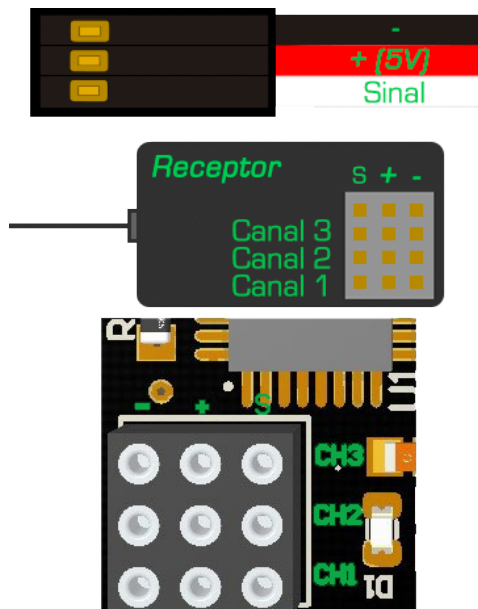 -
+ (5V)
Sinal
Receptor
S + -
Canal 3
Canal 2
Canal 1
R
U1
- + S
CH3
CH2
CH1
D1